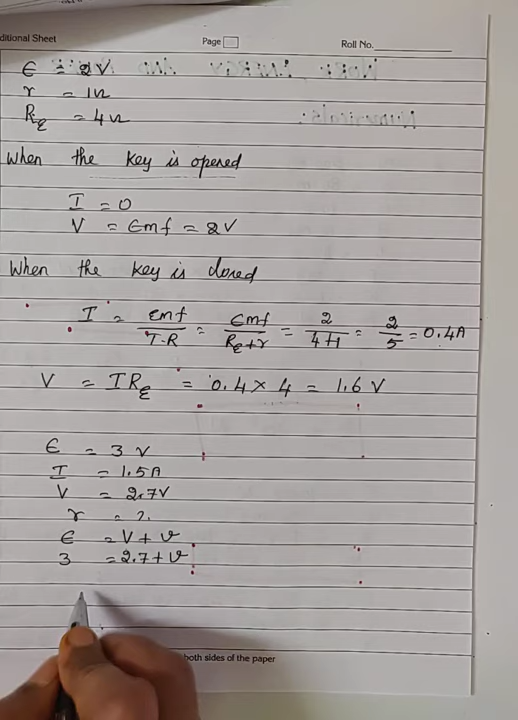 ditional Sheet Page Roll No.
ε = 2V
r = 1Ω
R_E = 4Ω
When the key is opened
I = 0
V = Emf = 2V
When the key is closed
I = Emf/T.R = Emf/R_E+r = 2/4+1 = 2/5 = 0.4A
V = IR_E = 0.4 × 4 = 1.6 V
ε = 3 V
I = 1.5A
V = 2.7V
r = ?.
ε = V + v
3 = 2.7 + v
both sides of the paper